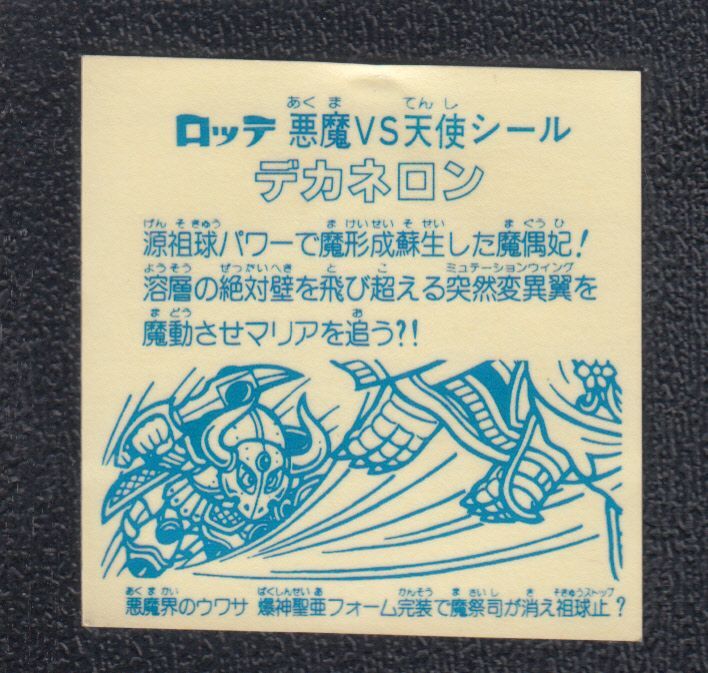 ロッテ 悪魔VS天使シール
デカネロン
源祖球パワーで魔形成蘇生した魔偶妃!
溶層の絶対壁を飛び超える突然変異翼を
魔動させマリアを追う?!
悪魔界のウワサ 爆神聖亜フォーム完装で魔祭司が消え祖球止?